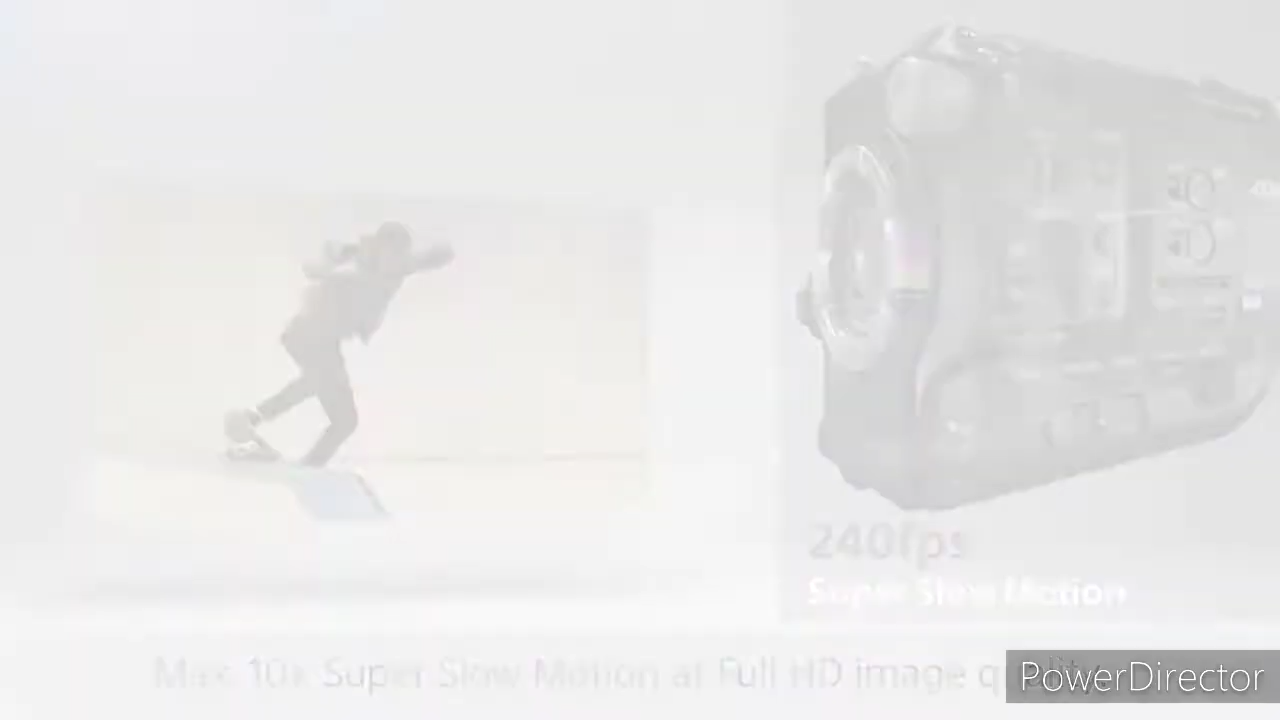 240fps
Super Slow Motion
Max. 10x Super Slow Motion at Full HD image quality
PowerDirector